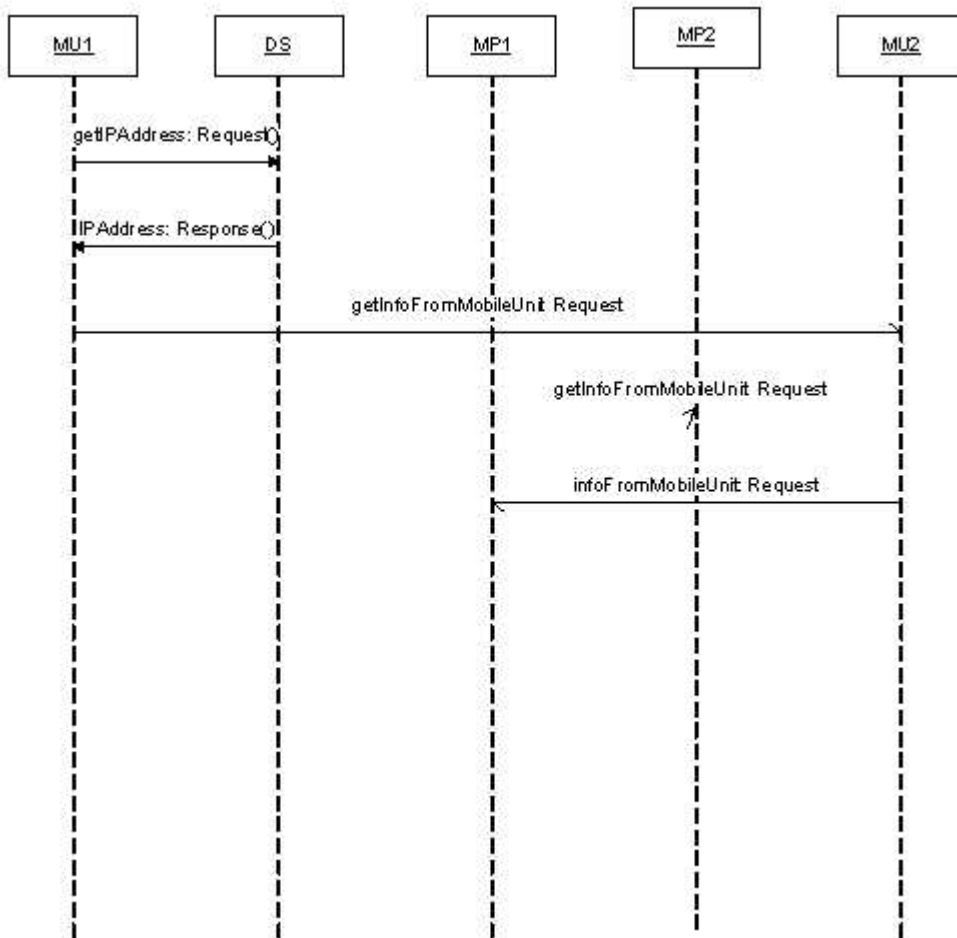 MU1
DS
MP1
MP2
MU2
getIPAddress: Request()
IPAddress: Response()
getInfoFromMobileUnit Request
getInfoFromMobileUnit Request
infoFromMobileUnit Request